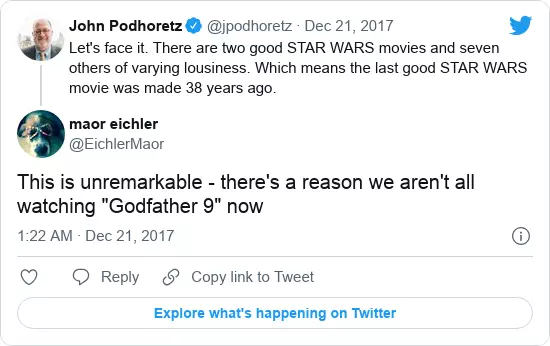 John Podhoretz @jpodhoretz · Dec 21, 2017
Let's face it. There are two good STAR WARS movies and seven
others of varying lousiness. Which means the last good STAR WARS
movie was made 38 years ago.
maor eichler
@EichlerMaor
This is unremarkable - there's a reason we aren't all
watching "Godfather 9" now
1:22 AM · Dec 21, 2017
Reply Copy link to Tweet
Explore what's happening on Twitter